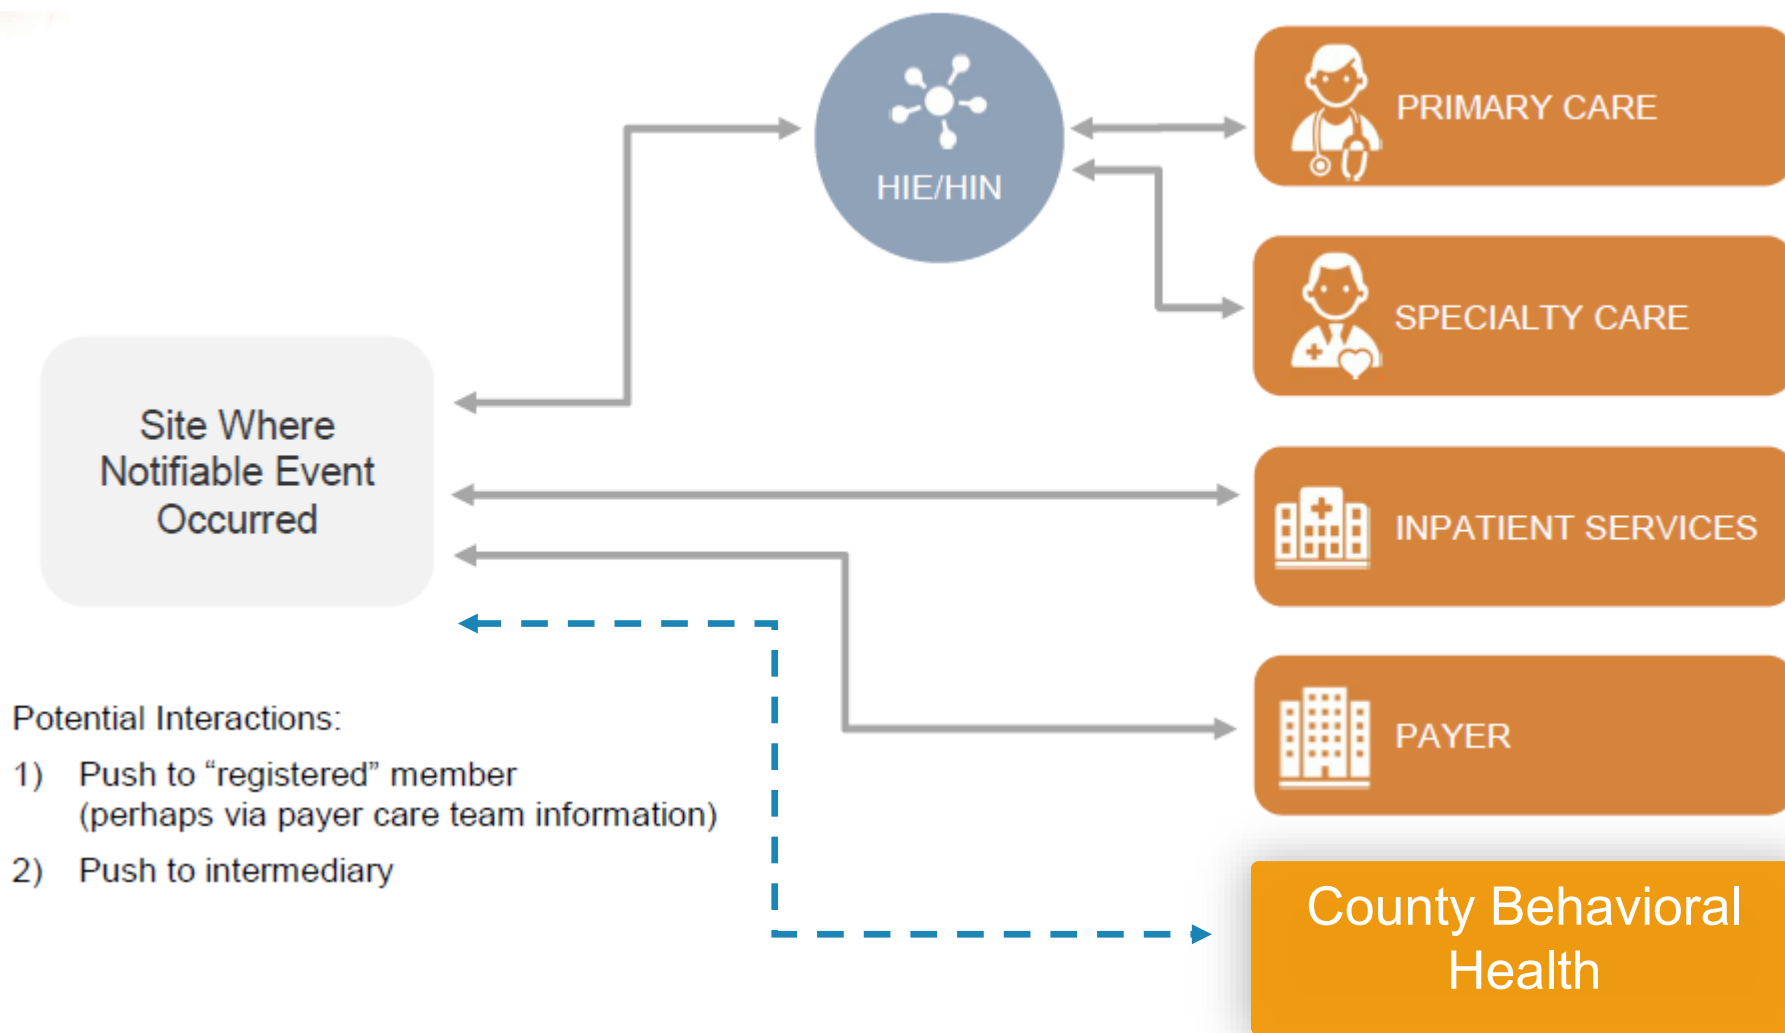 HIE/HIN
PRIMARY CARE
SPECIALTY CARE
Site Where
Notifiable Event
Occurred
INPATIENT SERVICES
PAYER
Potential Interactions:
1) Push to “registered” member
(perhaps via payer care team information)
2) Push to intermediary
County Behavioral
Health